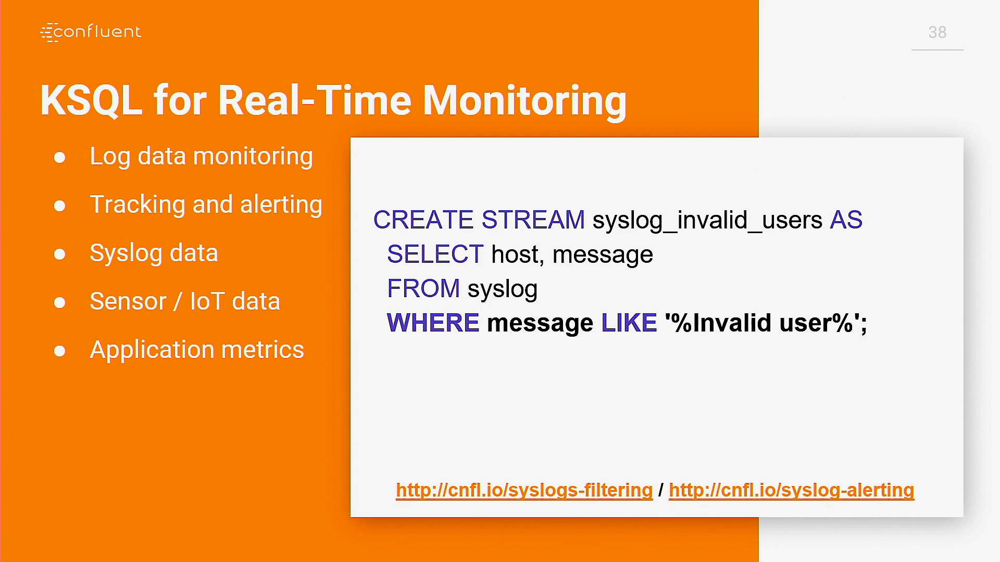 confluent
38
KSQL for Real-Time Monitoring
● Log data monitoring
● Tracking and alerting
● Syslog data
● Sensor / IoT data
● Application metrics
CREATE STREAM syslog_invalid_users AS
SELECT host, message
FROM syslog
WHERE message LIKE '%Invalid user%';
http://cnfl.io/syslogs-filtering / http://cnfl.io/syslog-alerting